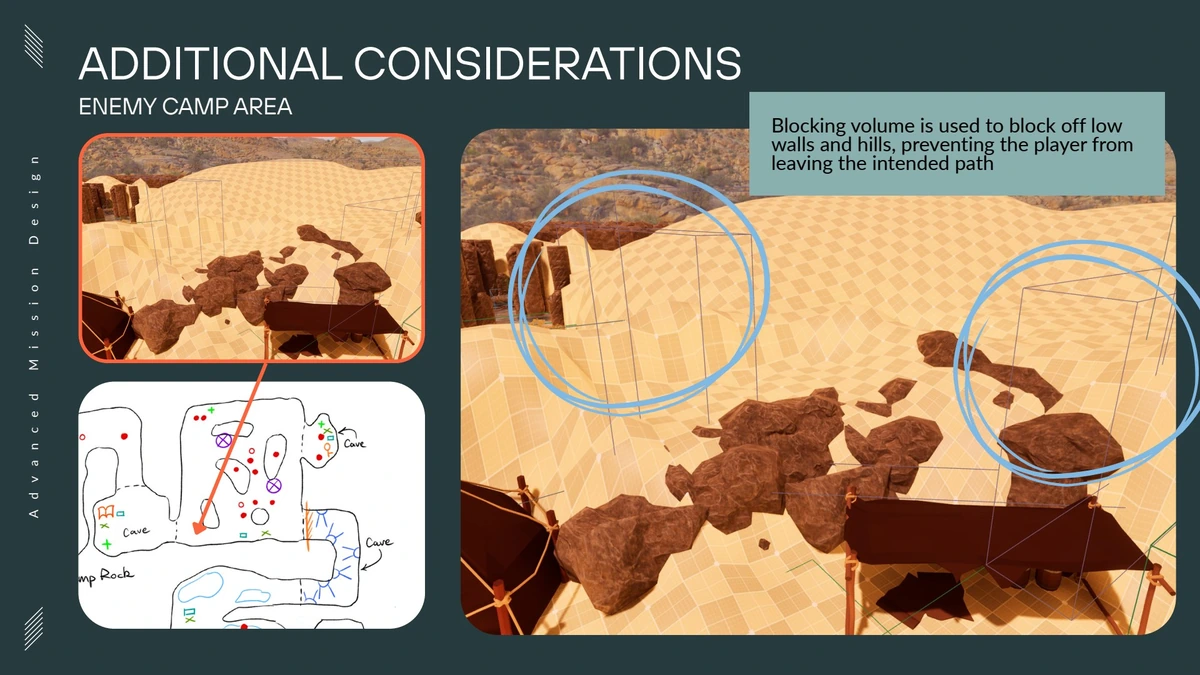 ADDITIONAL CONSIDERATIONS
ENEMY CAMP AREA
Blocking volume is used to block off low
walls and hills, preventing the player from
leaving the intended path
Advanced Mission Design
Cave
Cave
Cave
mp Rock